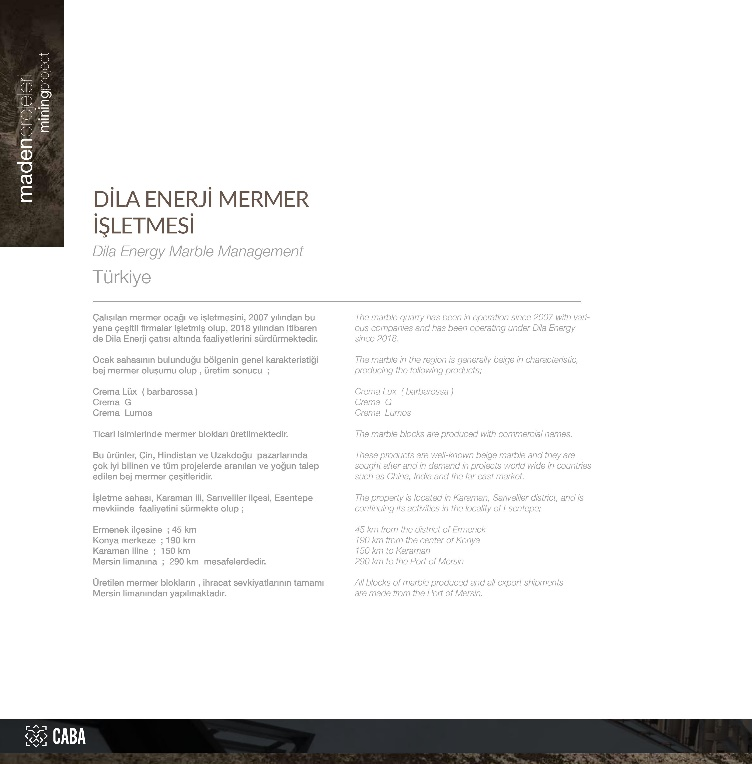 madenprojeleri
miningproject
DİLA ENERJİ MERMER
İŞLETMESİ
Dila Energy Marble Management
Türkiye
Çalışılan mermer ocağı ve işletmesini, 2007 yılından bu
yana çeşitli firmalar işletmiş olup, 2018 yılından itibaren
de Dila Enerji çatısı altında faaliyetlerini sürdürmektedir.
Ocak sahasının bulunduğu bölgenin genel karakteristiği
bej mermer oluşumu olup , üretim sonucu ;
Crema Lüx ( barbarossa )
Crema G
Crema Lumos
Ticari isimlerinde mermer blokları üretilmektedir.
Bu ürünler, Çin, Hindistan ve Uzakdoğu pazarlarında
çok iyi bilinen ve tüm projelerde aranılan ve yoğun talep
edilen bej mermer çeşitleridir.
İşletme sahası, Karaman İli, Sarıveliler ilçesi, Esentepe
mevkiinde faaliyetini sürmekte olup ;
Ermenek ilçesine ; 45 km
Konya merkeze ; 190 km
Karaman iline ; 150 km
Mersin limanına ; 290 km mesafelerdedir.
Üretilen mermer blokların , ihracat sevkiyatlarının tamamı
Mersin limanından yapılmaktadır.
The marble quarry has been in operation since 2007 with vari-
ous companies and has been operating under Dila Energy
since 2018.
The marble in the region is generally beige in characteristic,
producing the following products;
Crema Lüx ( barbarossa )
Crema G
Crema Lumos
The marble blocks are produced with commercial names.
These products are well-known beige marble and they are
sought after and in demand in projects world wide in countries
such as China, India and the far east market.
The property is located in Karaman, Sarıveliler district, and is
continuing its activities in the locality of Esentepe;
45 km from the district of Ermenek
190 km from the center of Konya
150 km to Karaman
290 km to the Port of Mersin
All blocks of marble produced and all export shipments
are made from the Port of Mersin.
CABA